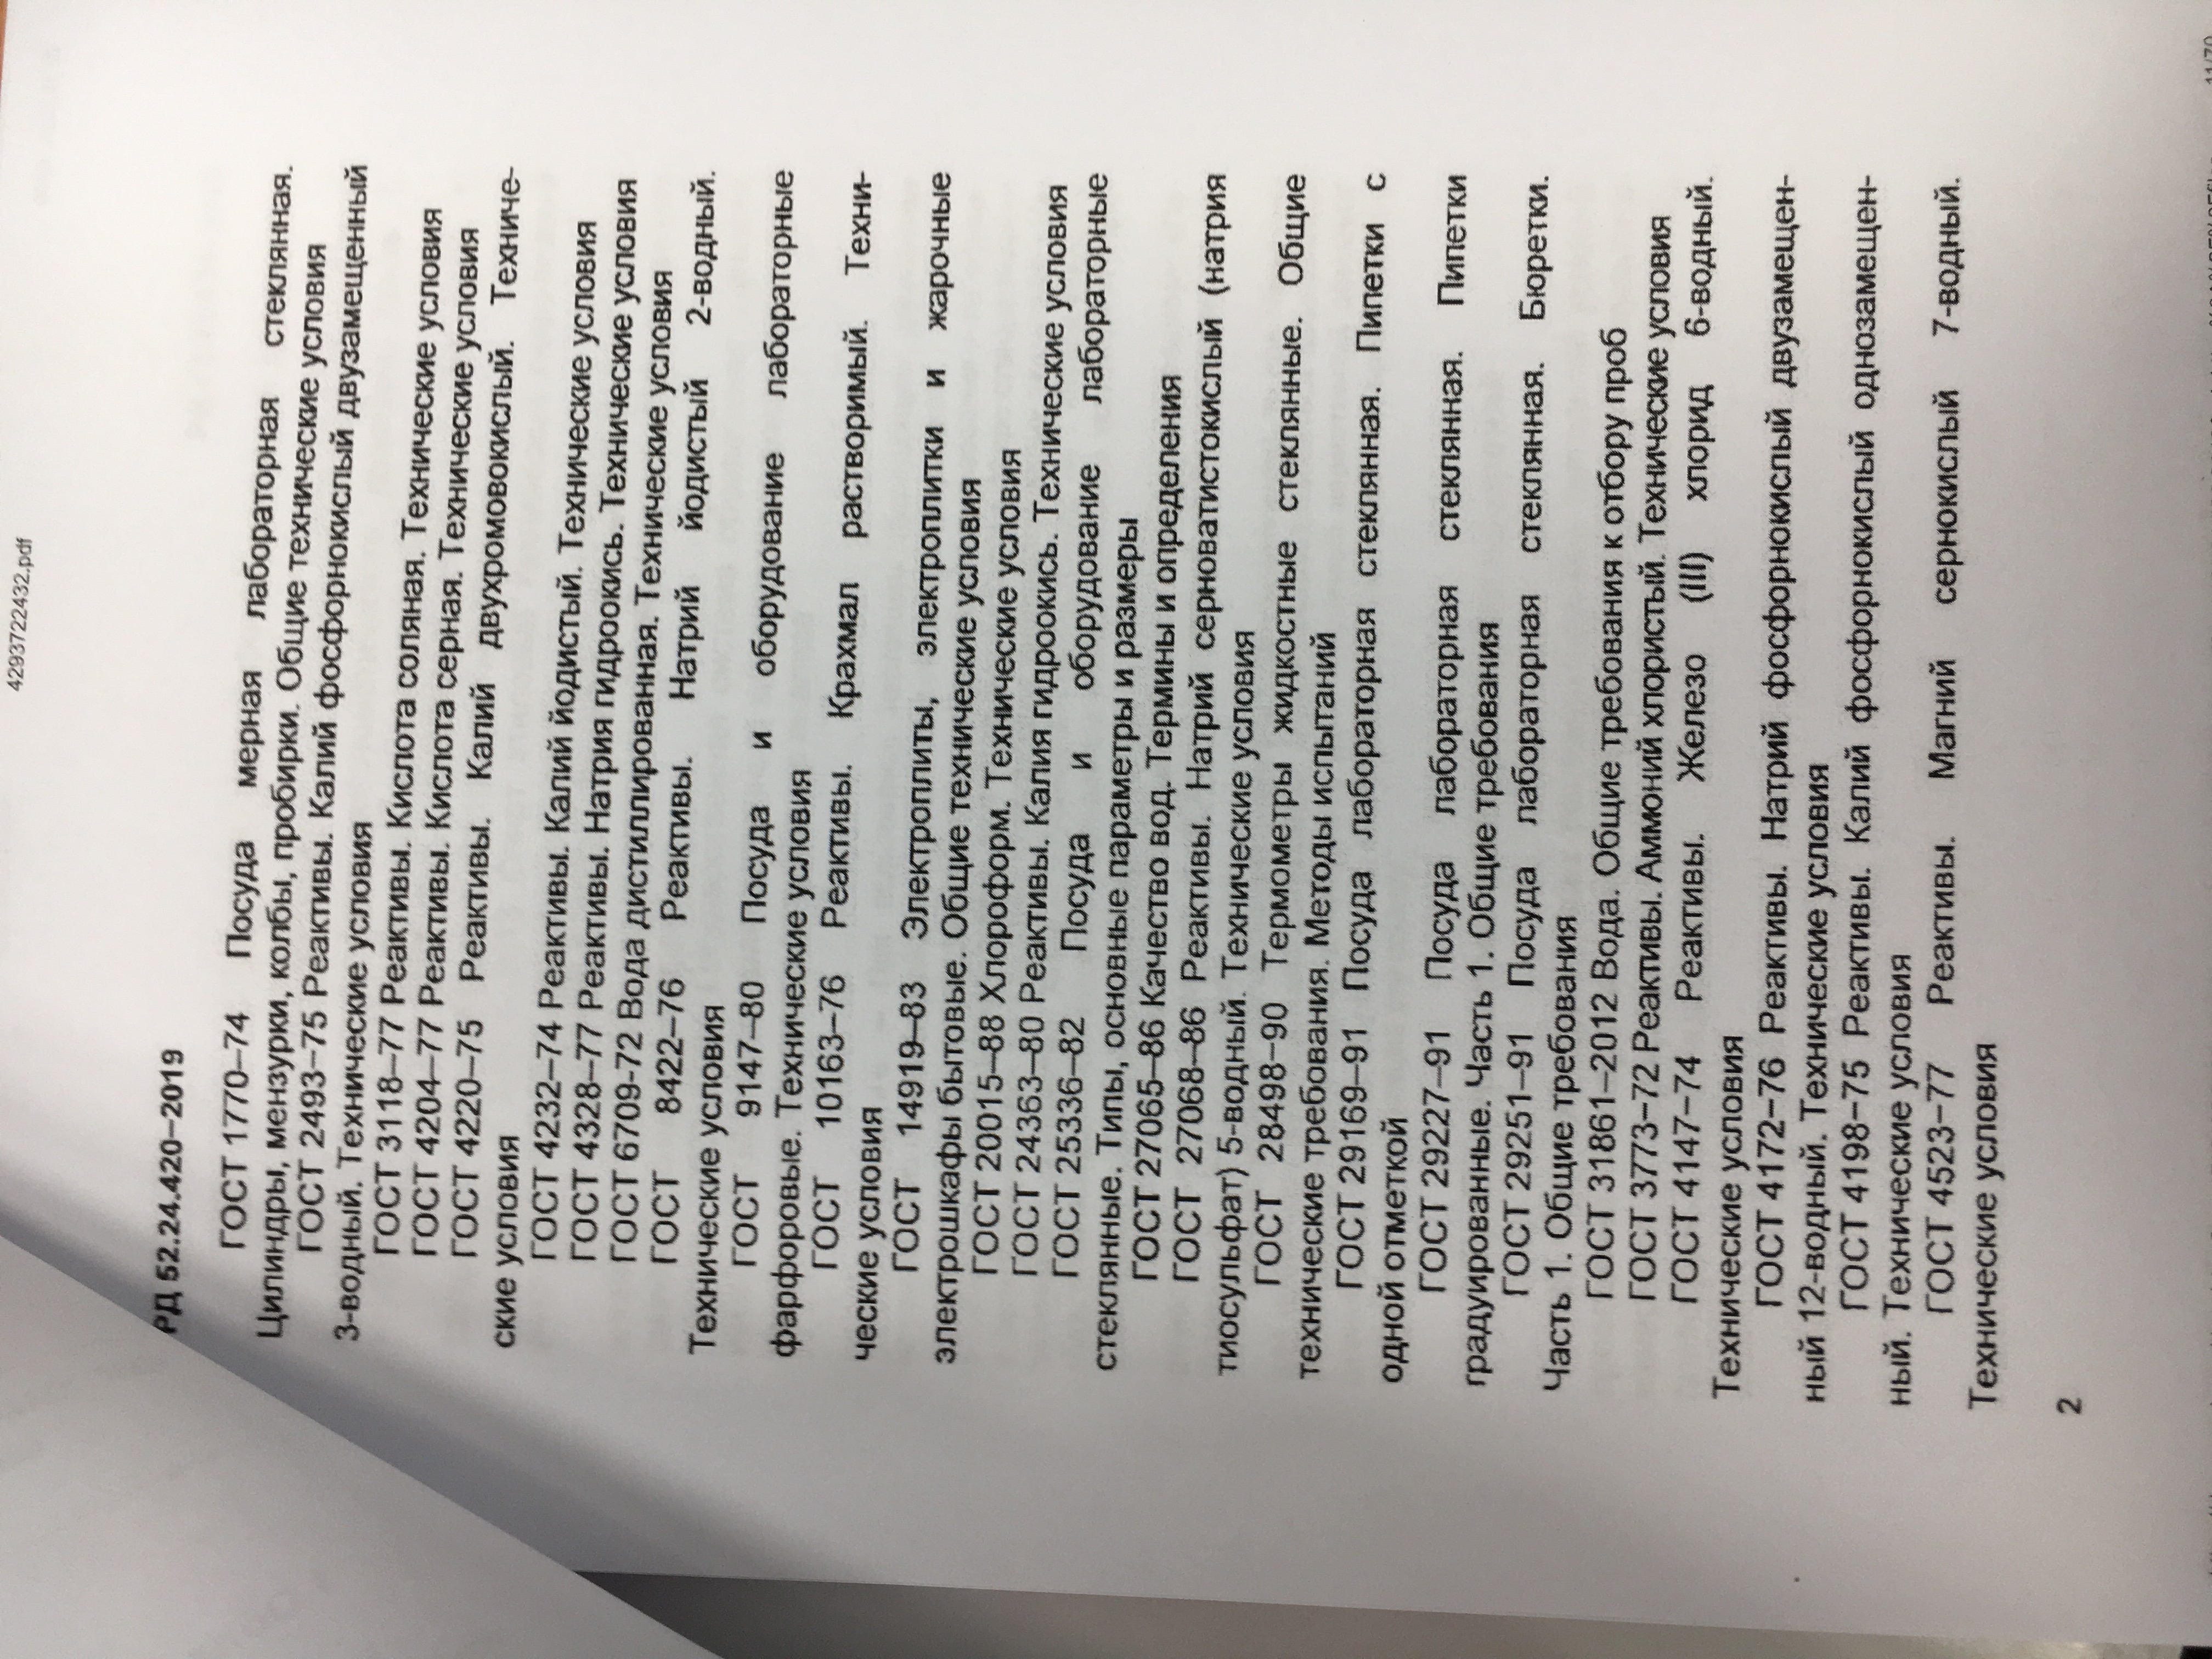 4293722432.pdf
РД 52.24.420–2019
ГОСТ 1770–74 Посуда мерная лабораторная стеклянная.
Цилиндры, мензурки, колбы, пробирки. Общие технические условия
ГОСТ 2493–75 Реактивы. Калий фосфорнокислый двузамещенный
3-водный. Технические условия
ГОСТ 3118–77 Реактивы. Кислота соляная. Технические условия
ГОСТ 4204–77 Реактивы. Кислота серная. Технические условия
ГОСТ 4220–75 Реактивы. Калий двухромовокислый. Техниче-
ские условия
ГОСТ 4232–74 Реактивы. Калий йодистый. Технические условия
ГОСТ 4328–77 Реактивы. Натрия гидроокись. Технические условия
ГОСТ 6709-72 Вода дистиллированная. Технические условия
ГОСТ 8422–76 Реактивы. Натрий йодистый 2-водный.
Технические условия
ГОСТ 9147–80 Посуда и оборудование лабораторные
фарфоровые. Технические условия
ГОСТ 10163–76 Реактивы. Крахмал растворимый. Техни-
ческие условия
ГОСТ 14919–83 Электроплиты, электроплитки и жарочные
электрошкафы бытовые. Общие технические условия
ГОСТ 20015–88 Хлороформ. Технические условия
ГОСТ 24363–80 Реактивы. Калия гидроокись. Технические условия
ГОСТ 25336–82 Посуда и оборудование лабораторные
стеклянные. Типы, основные параметры и размеры
ГОСТ 27065–86 Качество вод. Термины и определения
ГОСТ 27068–86 Реактивы. Натрий серноватистокислый (натрия
тиосульфат) 5-водный. Технические условия
ГОСТ 28498–90 Термометры жидкостные стеклянные. Общие
технические требования. Методы испытаний
ГОСТ 29169–91 Посуда лабораторная стеклянная. Пипетки с
одной отметкой
ГОСТ 29227–91 Посуда лабораторная стеклянная. Пипетки
градуированные. Часть 1. Общие требования
ГОСТ 29251–91 Посуда лабораторная стеклянная. Бюретки.
Часть 1. Общие требования
ГОСТ 31861–2012 Вода. Общие требования к отбору проб
ГОСТ 3773–72 Реактивы. Аммоний хлористый. Технические условия
ГОСТ 4147–74 Реактивы. Железо (III) хлорид 6-водный.
Технические условия
ГОСТ 4172–76 Реактивы. Натрий фосфорнокислый двузамещен-
ный 12-водный. Технические условия
ГОСТ 4198–75 Реактивы. Калий фосфорнокислый однозамещен-
ный. Технические условия
ГОСТ 4523–77 Реактивы. Магний сернокислый 7-водный.
Технические условия
2